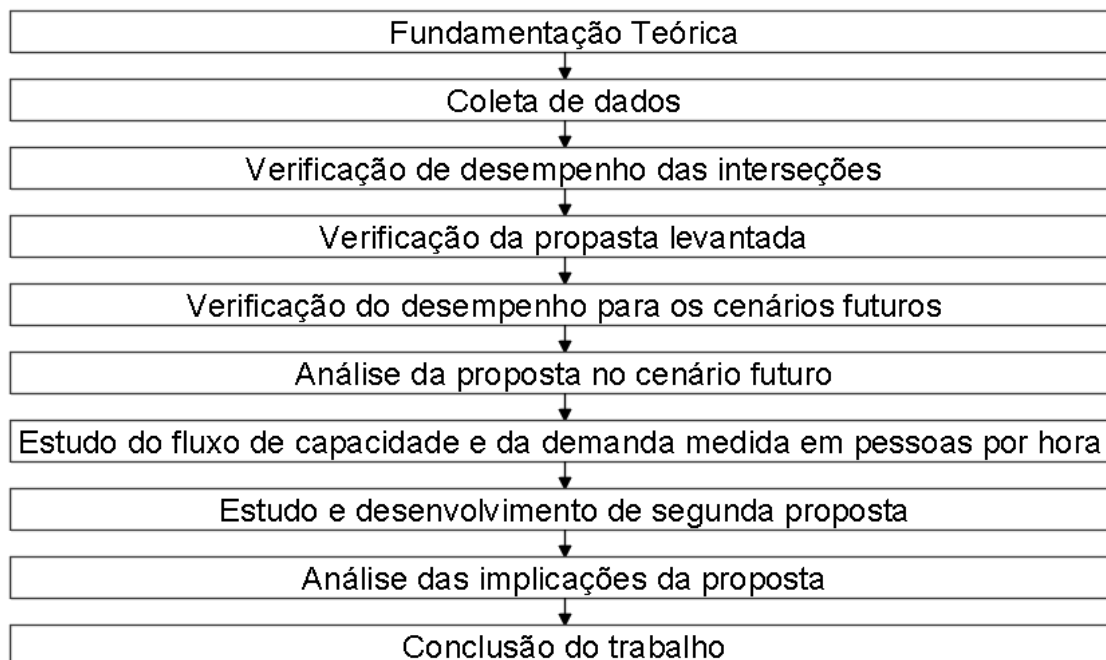 Fundamentação Teórica
Coleta de dados
Verificação de desempenho das interseções
Verificação da propasta levantada
Verificação do desempenho para os cenários futuros
Análise da proposta no cenário futuro
Estudo do fluxo de capacidade e da demanda medida em pessoas por hora
Estudo e desenvolvimento de segunda proposta
Análise das implicações da proposta
Conclusão do trabalho